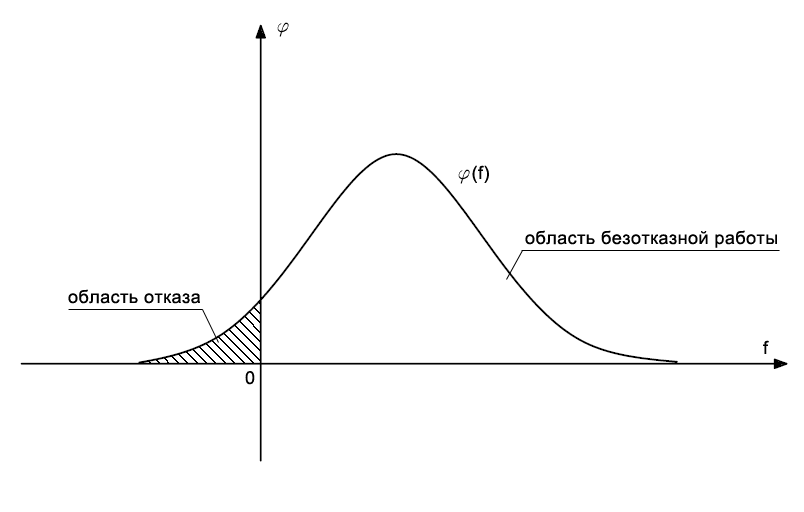 φ
φ(f)
область безотказной работы
область отказа
f
0